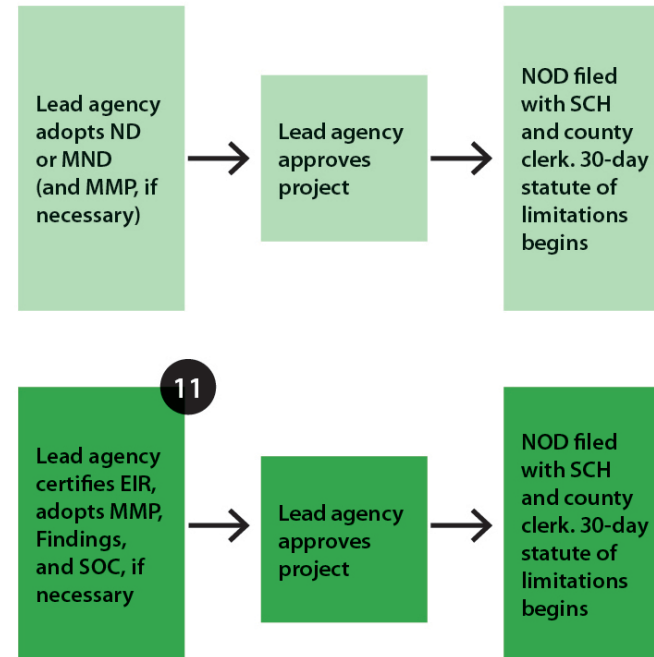 Lead agency
adopts ND
or MND
(and MMP, if
necessary)
Lead agency
approves
project
NOD filed
with SCH
and county
clerk. 30-day
statute of
limitations
begins
11
Lead agency
certifies EIR,
adopts MMP,
Findings,
and SOC, if
necessary
Lead agency
approves
project
NOD filed
with SCH
and county
clerk. 30-day
statute of
limitations
begins